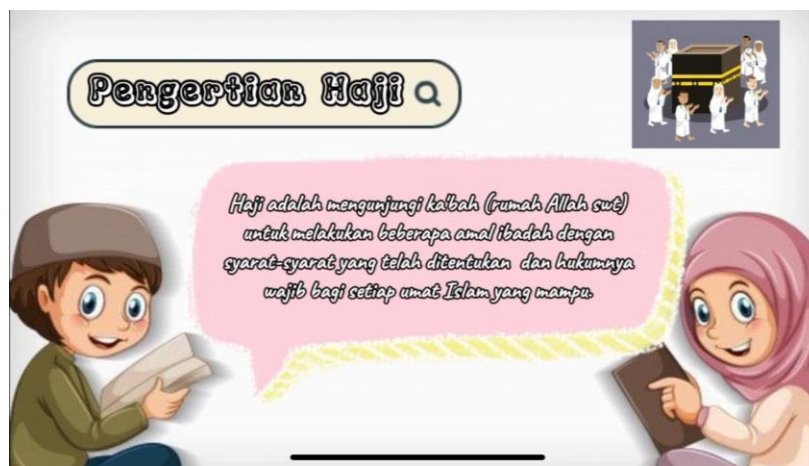 Pengertian Haji
Haji adalah mengunjungi ka'bah (rumah Allah swt)
untuk melakukan beberapa amal ibadah dengan
syarat-syarat yang telah ditentukan dan hukumnya
wajib bagi setiap umat Islam yang mampu.